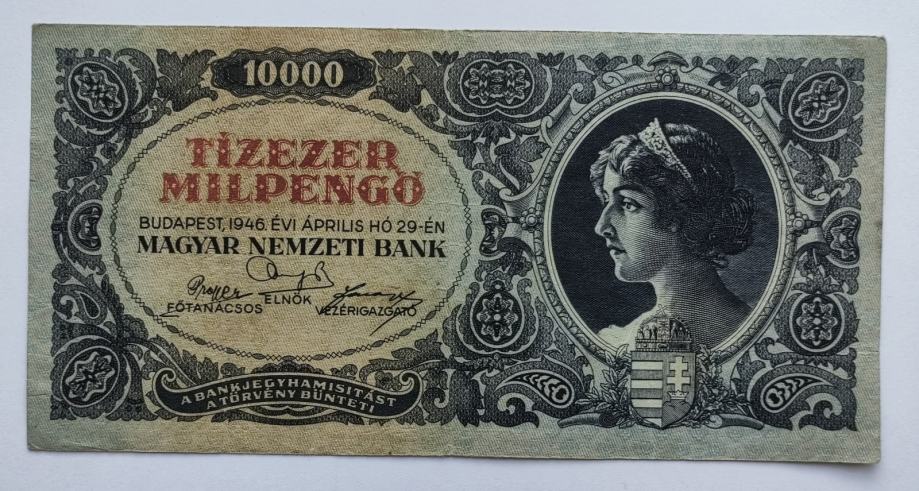 10000
TÍZEZER
MILPENGŐ
BUDAPEST, 1946. ÉVI ÁPRILIS HÓ 29-ÉN
MAGYAR NEMZETI BANK
ELNÖK
FŐTANÁCSOS VEZÉRIGAZGATÓ
A BANKJEGYHAMISITÁST
A TÖRVÉNY BÜNTETI